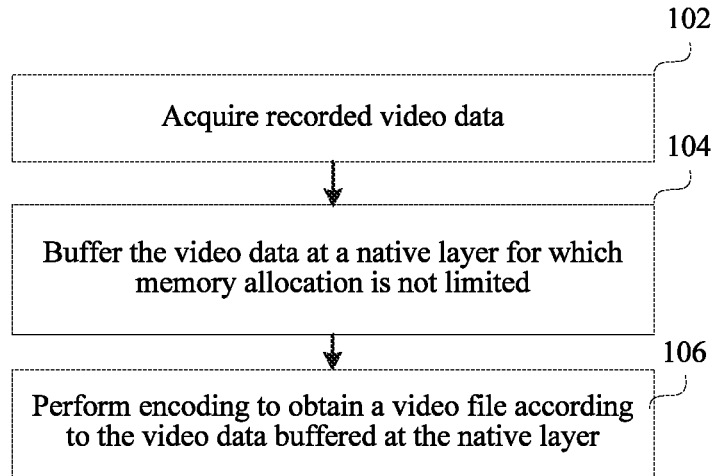 102
Acquire recorded video data
104
Buffer the video data at a native layer for which
memory allocation is not limited
106
Perform encoding to obtain a video file according
to the video data buffered at the native layer